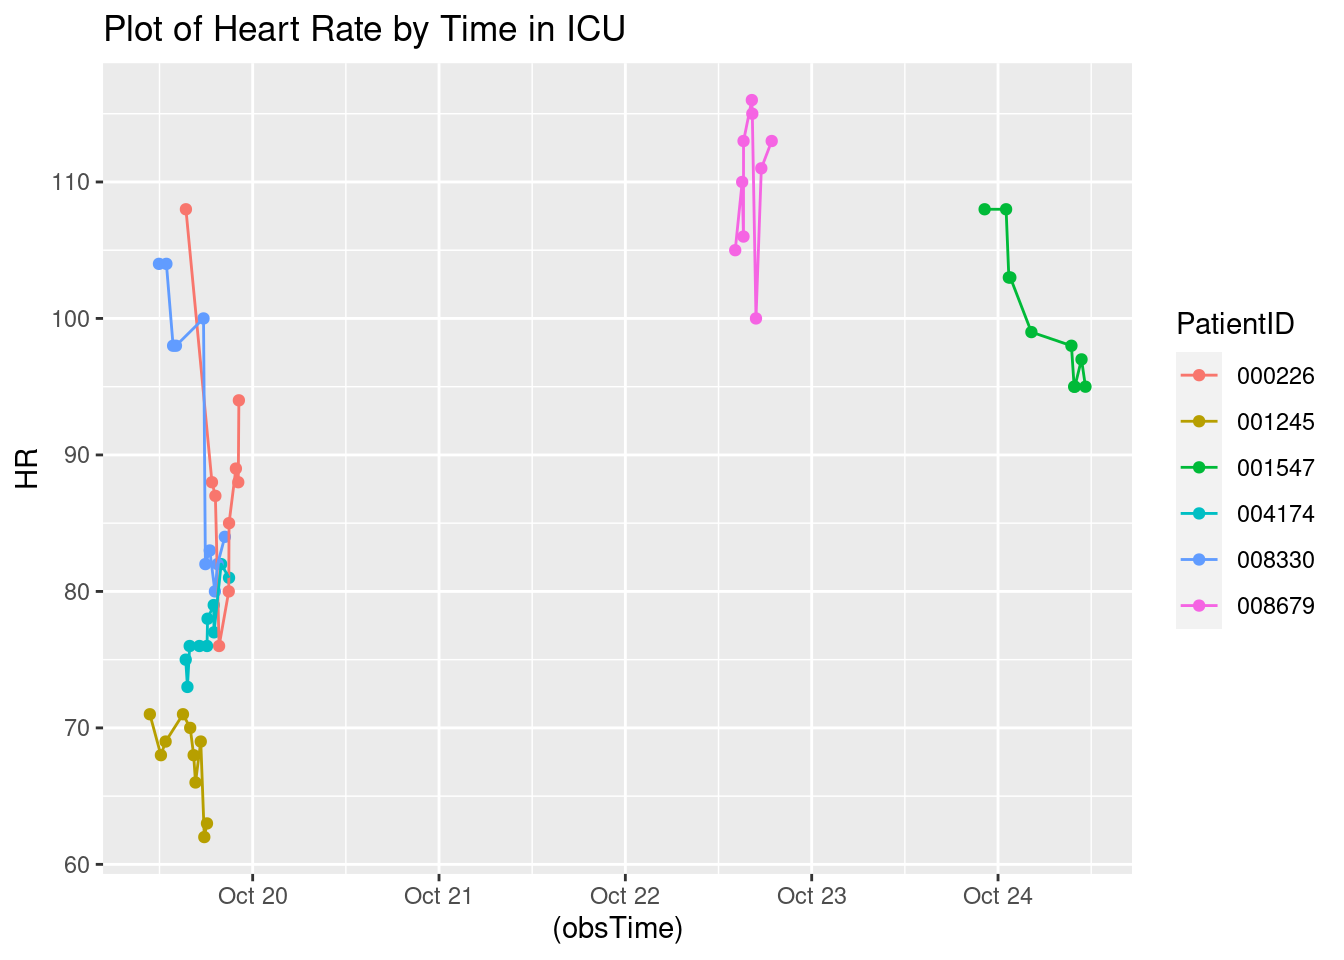 Plot of Heart Rate by Time in ICU
110
100
90
80
70
60
HR
Oct 20
Oct 21
Oct 22
Oct 23
Oct 24
(obsTime)
PatientID
000226
001245
001547
004174
008330
008679